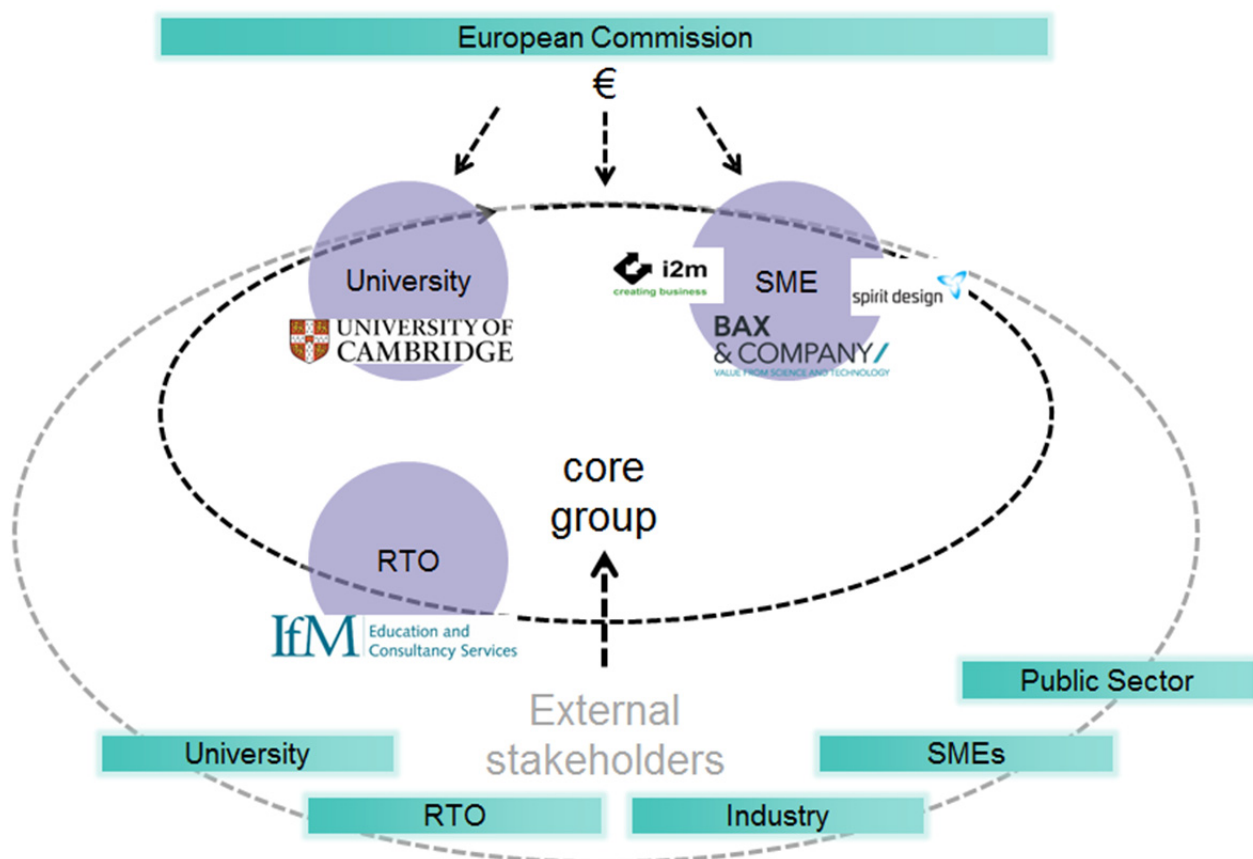 European Commission
€
University
UNIVERSITY OF
CAMBRIDGE
i2m
creating business
SME
spirit design
BAX
& COMPANY/
VALUE FROM SCIENCE AND TECHNOLOGY
core
group
RTO
IfM
Education and
Consultancy Services
External
stakeholders
Public Sector
University
SMEs
RTO
Industry